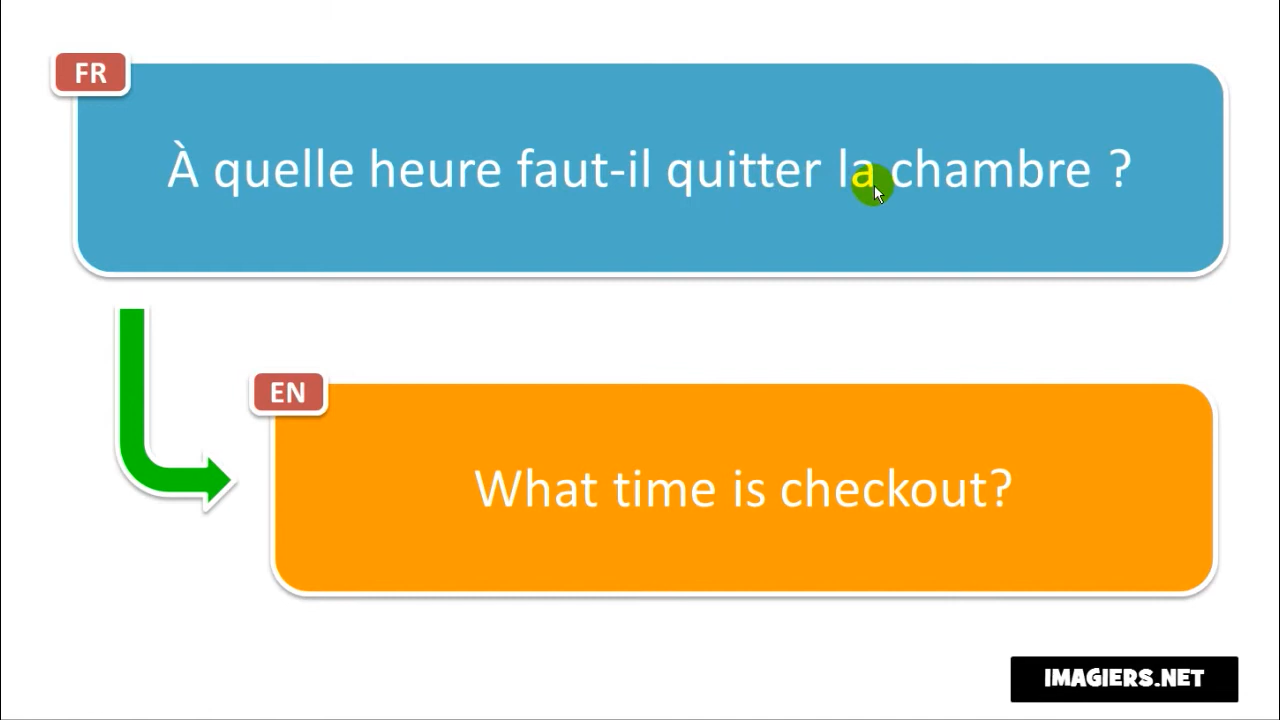 FR
À quelle heure faut-il quitter la chambre ?
EN
What time is checkout?
IMAGIERS.NET